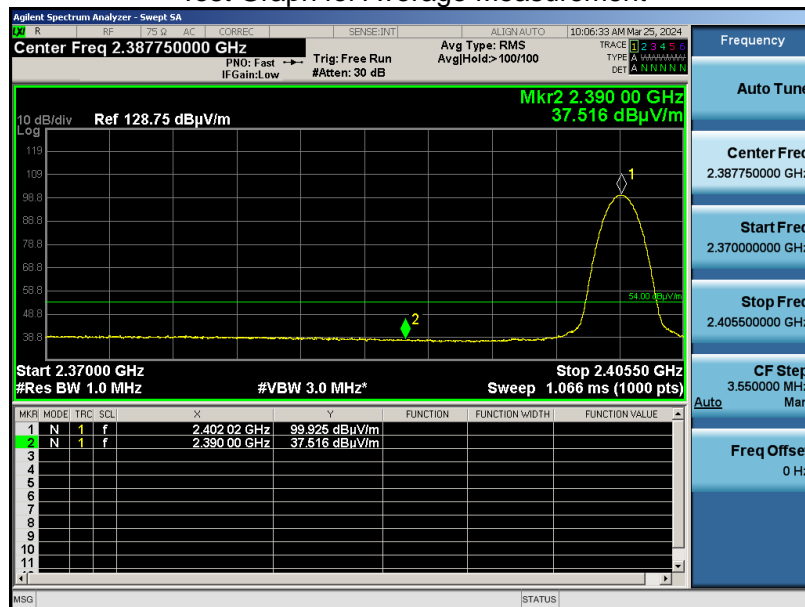 Test Graph for Average Measurement
Agilent Spectrum Analyzer - Swept SA
LXI R RF 75 Ω AC CORREC SENSE:INT ALIGN AUTO 10:06:33 AM Mar 25, 2024
Center Freq 2.387750000 GHz
PNO: Fast
IFGain:Low
Trig: Free Run
#Atten: 30 dB
Avg Type: RMS
Avg|Hold:>100/100
TRACE 1 2 3 4 5 6
TYPE A
DET A N N N N N
Mkr2 2.390 00 GHz
37.516 dBµV/m
10 dB/div Ref 128.75 dBµV/m
Log
119
109
98.8
88.8
78.8
68.8
58.8
48.8
38.8
1
54.00 dBµV/m
2
Start 2.37000 GHz Stop 2.40550 GHz
#Res BW 1.0 MHz #VBW 3.0 MHz* Sweep 1.066 ms (1000 pts)
MKR MODE TRC SCL X Y FUNCTION FUNCTION WIDTH FUNCTION VALUE
1 N 1 f 2.402 02 GHz 99.925 dBµV/m
2 N 1 f 2.390 00 GHz 37.516 dBµV/m
3
4
5
6
7
8
9
10
11
MSG STATUS
Frequency
Auto Tune
Center Freq
2.387750000 GHz
Start Freq
2.370000000 GHz
Stop Freq
2.405500000 GHz
CF Step
3.550000 MHz
Auto Man
Freq Offset
0 Hz